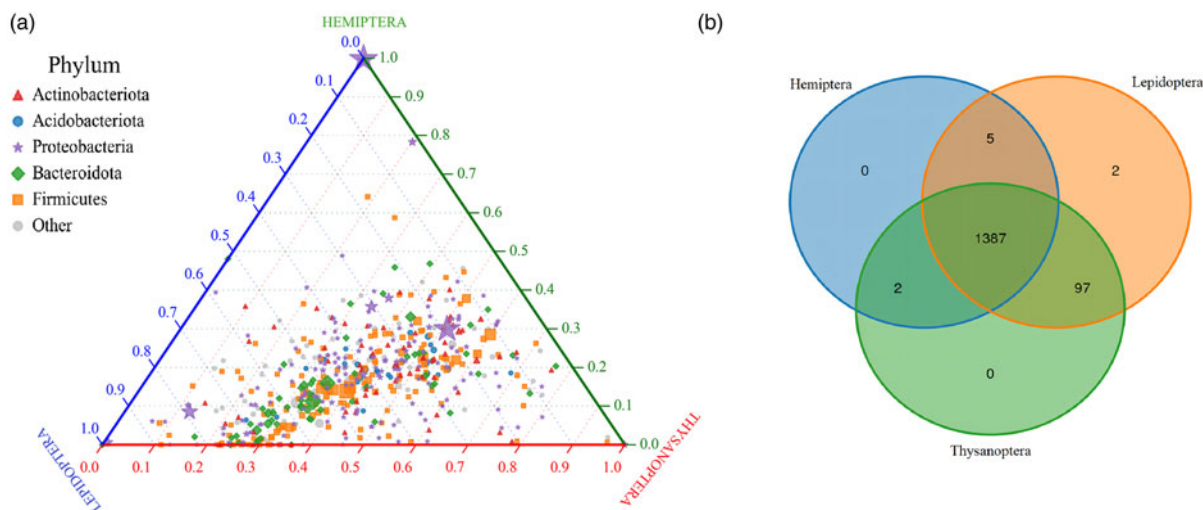 (a)
HEMIPTERA
Phylum
Actinobacteriota
Acidobacteriota
Proteobacteria
Bacteroidota
Firmicutes
Other
0.0
0.1
0.2
0.3
0.4
0.5
0.6
0.7
0.8
0.9
1.0
1.0
0.9
0.8
0.7
0.6
0.5
0.4
0.3
0.2
0.1
0.0
0.0
0.1
0.2
0.3
0.4
0.5
0.6
0.7
0.8
0.9
1.0
LEPIDOPTERA
THYSANOPTERA
(b)
Hemiptera
Lepidoptera
5
0
2
1387
2
97
0
Thysanoptera